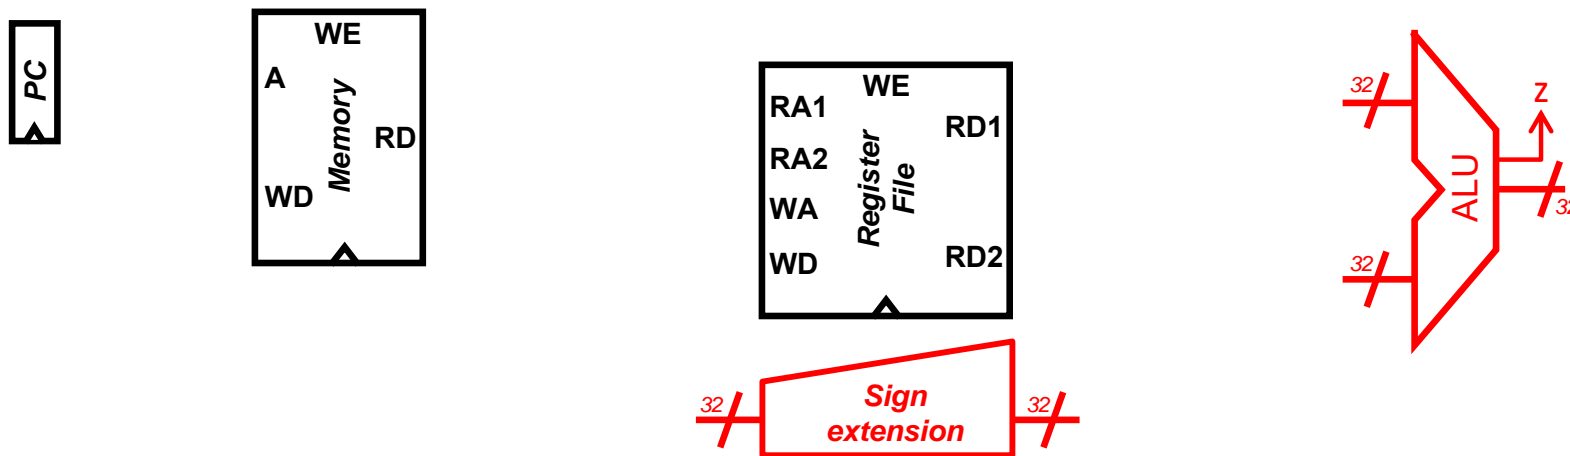 PC
WE
A
Memory
RD
WD
WE
RA1
RD1
RA2
Register
File
WA
WD
RD2
32
Sign
extension
32
32
Z
ALU
32
32